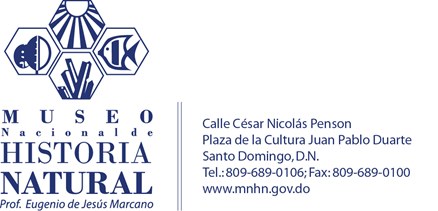 MUSEO
Nacional de
HISTORIA
NATURAL
Prof. Eugenio de Jesús Marcano
Calle César Nicolás Penson
Plaza de la Cultura Juan Pablo Duarte
Santo Domingo, D.N.
Tel.: 809-689-0106; Fax: 809-689-0100
www.mnhn.gov.do